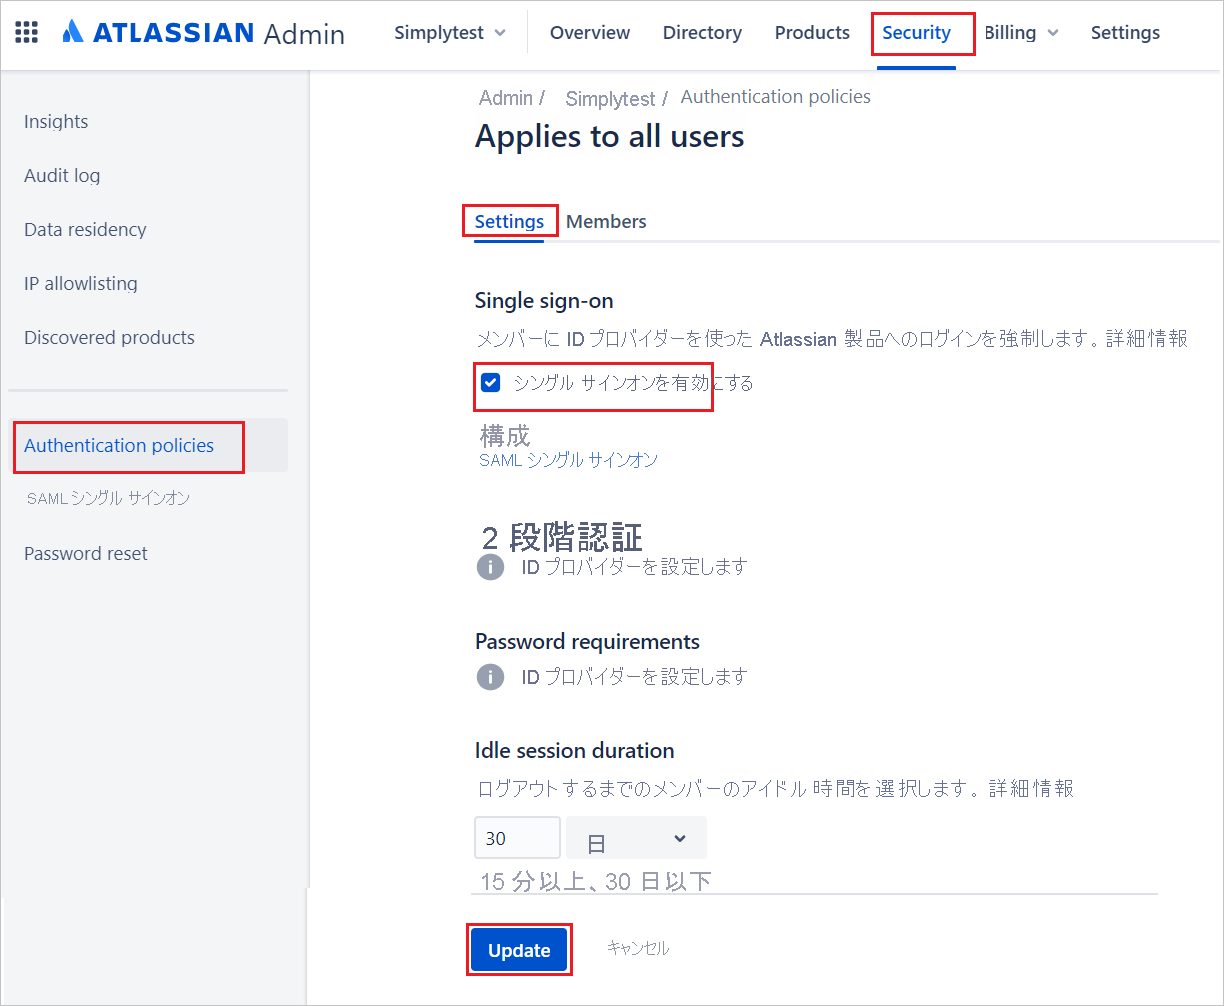 ATLASSIAN Admin Simplytest Overview Directory Products Security Billing Settings
Insights
Audit log
Data residency
IP allowlisting
Discovered products
Authentication policies
SAML シングル サインオン
Password reset
Admin / Simplytest / Authentication policies
Applies to all users
Settings Members
Single sign-on
メンバーに ID プロバイダーを使った Atlassian 製品へのログインを強制します。詳細情報
シングル サインオンを有効にする
構成
SAML シングル サインオン
2 段階認証
ID プロバイダーを設定します
Password requirements
ID プロバイダーを設定します
Idle session duration
ログアウトするまでのメンバーのアイドル時間を選択します。詳細情報
30 日
15 分以上、30 日以下
Update キャンセル